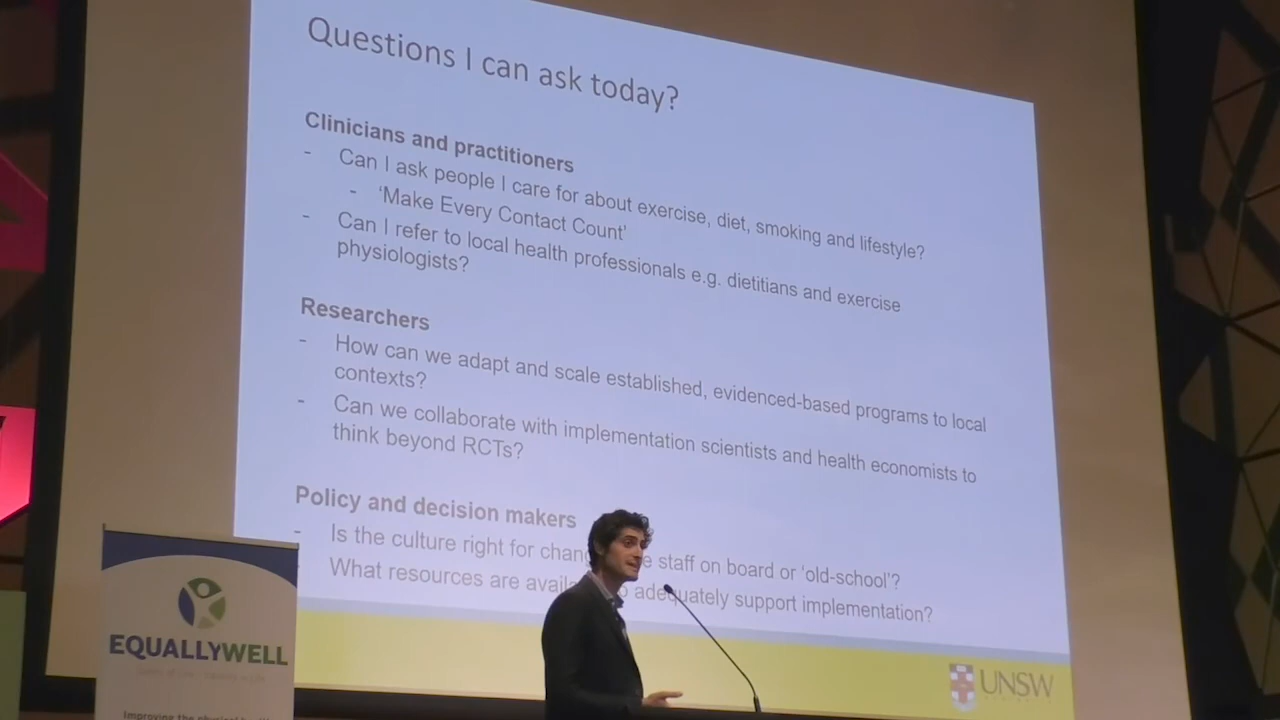 Questions I can ask today?
Clinicians and practitioners
- Can I ask people I care for about exercise, diet, smoking and lifestyle?
- 'Make Every Contact Count'
- Can I refer to local health professionals e.g. dietitians and exercise
physiologists?
Researchers
- How can we adapt and scale established, evidenced-based programs to local
contexts?
- Can we collaborate with implementation scientists and health economists to
think beyond RCTs?
Policy and decision makers
- Is the culture right for staff on board or 'old-school'?
What resources are adequately support implementation?
EQUALLYWELL
Improving the physical
UNSW